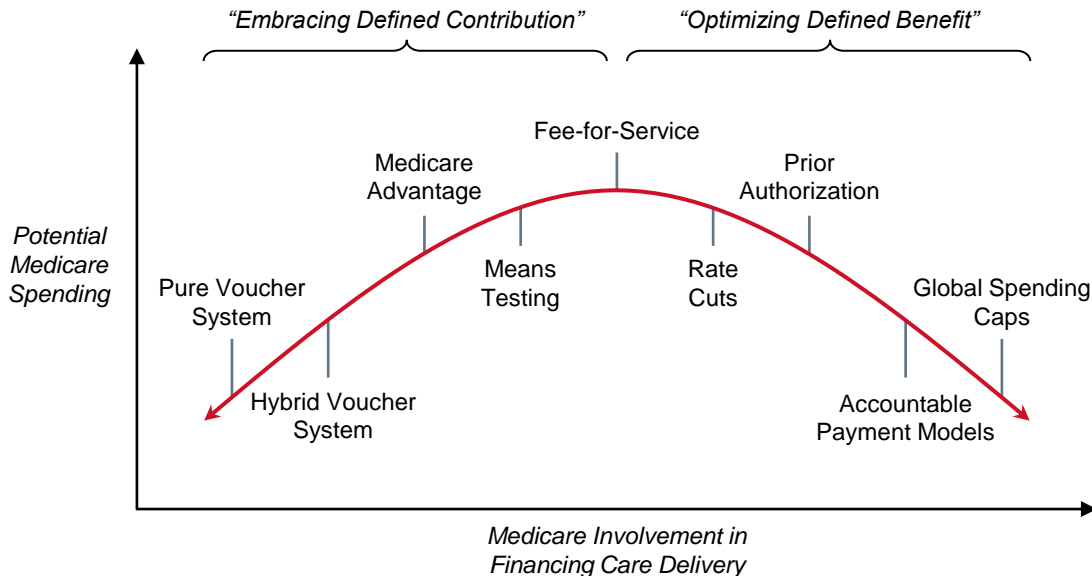 “Embracing Defined Contribution”
“Optimizing Defined Benefit”
Fee-for-Service
Medicare
Advantage
Prior
Authorization
Potential
Medicare
Spending
Means
Testing
Rate
Cuts
Pure Voucher
System
Global Spending
Caps
Hybrid Voucher
System
Accountable
Payment Models
Medicare Involvement in
Financing Care Delivery